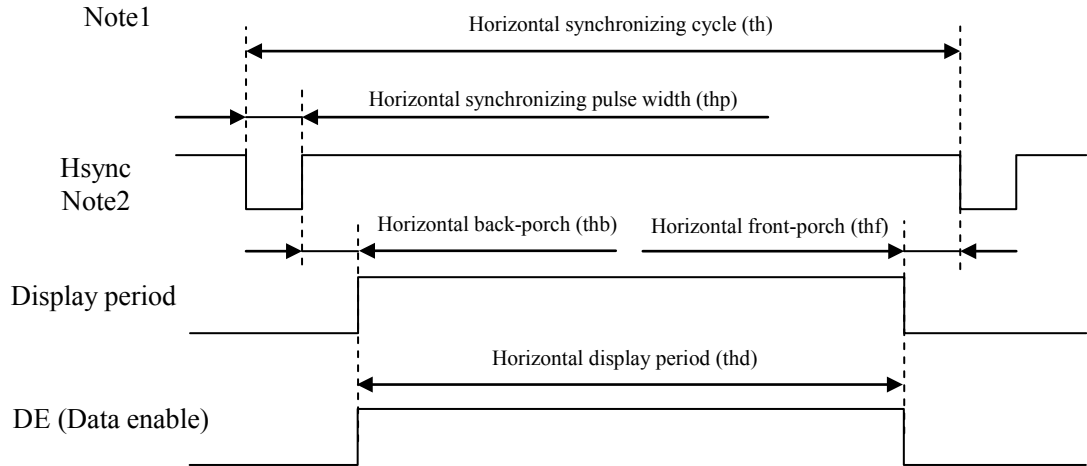 Note1
Horizontal synchronizing cycle (th)
Horizontal synchronizing pulse width (thp)
Hsync
Note2
Horizontal back-porch (thb)
Horizontal front-porch (thf)
Display period
Horizontal display period (thd)
DE (Data enable)